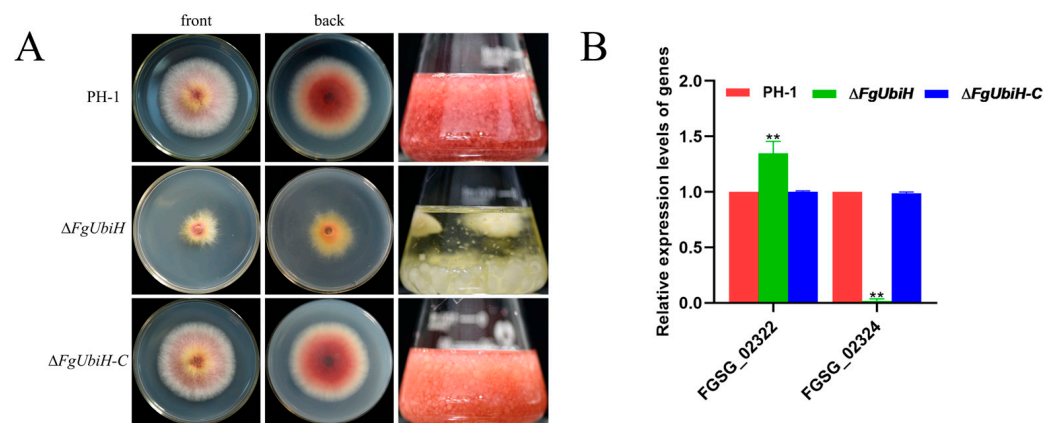 A
front back
PH-1
ΔFgUbiH
ΔFgUbiH-C
B
Relative expression levels of genes
PH-1 ΔFgUbiH ΔFgUbiH-C
2.0
1.5
1.0
0.5
0.0
**
**
FGSG_02322
FGSG_02324